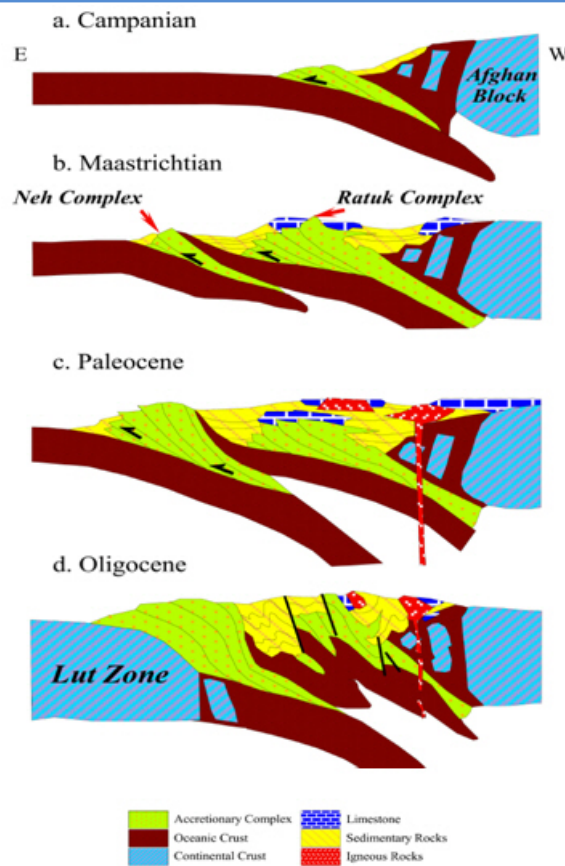 a. Campanian
E
W
Afghan
Block
b. Maastrichtian
Neh Complex
Ratuk Complex
c. Paleocene
d. Oligocene
Lut Zone
Accretionary Complex
Limestone
Oceanic Crust
Sedimentary Rocks
Continental Crust
Igneous Rocks